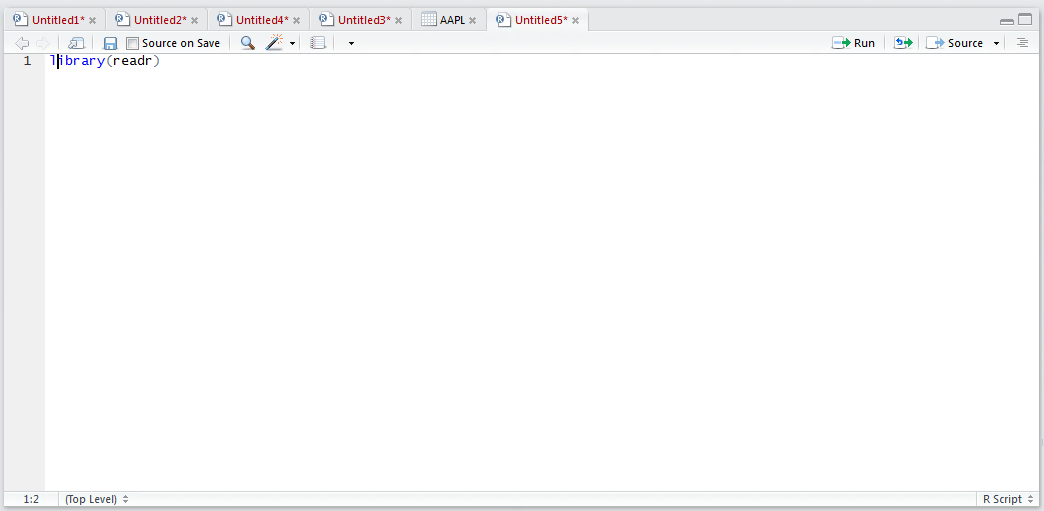 Untitled1* Untitled2* Untitled4* Untitled3* AAPL Untitled5*
Source on Save Run Source
1 library(readr)
1:2 (Top Level) R Script